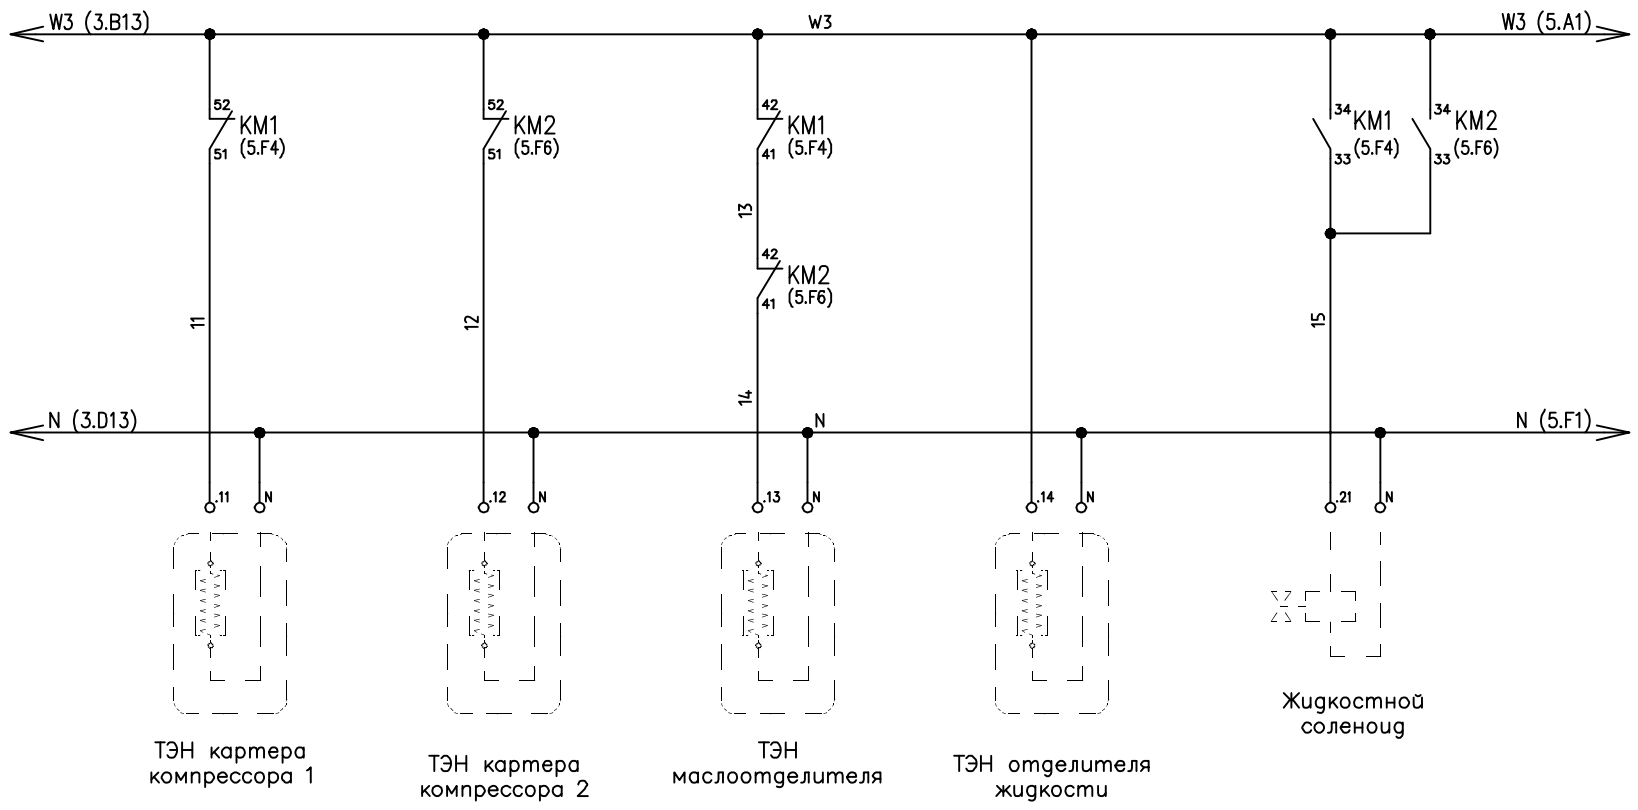 W3 (3.B13)
W3
W3 (5.A1)
52
KM1
(5.F4)
51
52
KM2
(5.F6)
51
42
KM1
(5.F4)
41
34
KM1
(5.F4)
33
34
KM2
(5.F6)
33
13
42
KM2
(5.F6)
41
11
12
15
14
N (3.D13)
N
N (5.F1)
.11
N
.12
N
.13
N
.14
N
.21
N
Жидкостной
соленоид
ТЭН картера
компрессора 1
ТЭН картера
компрессора 2
ТЭН
маслоотделителя
ТЭН отделителя
жидкости